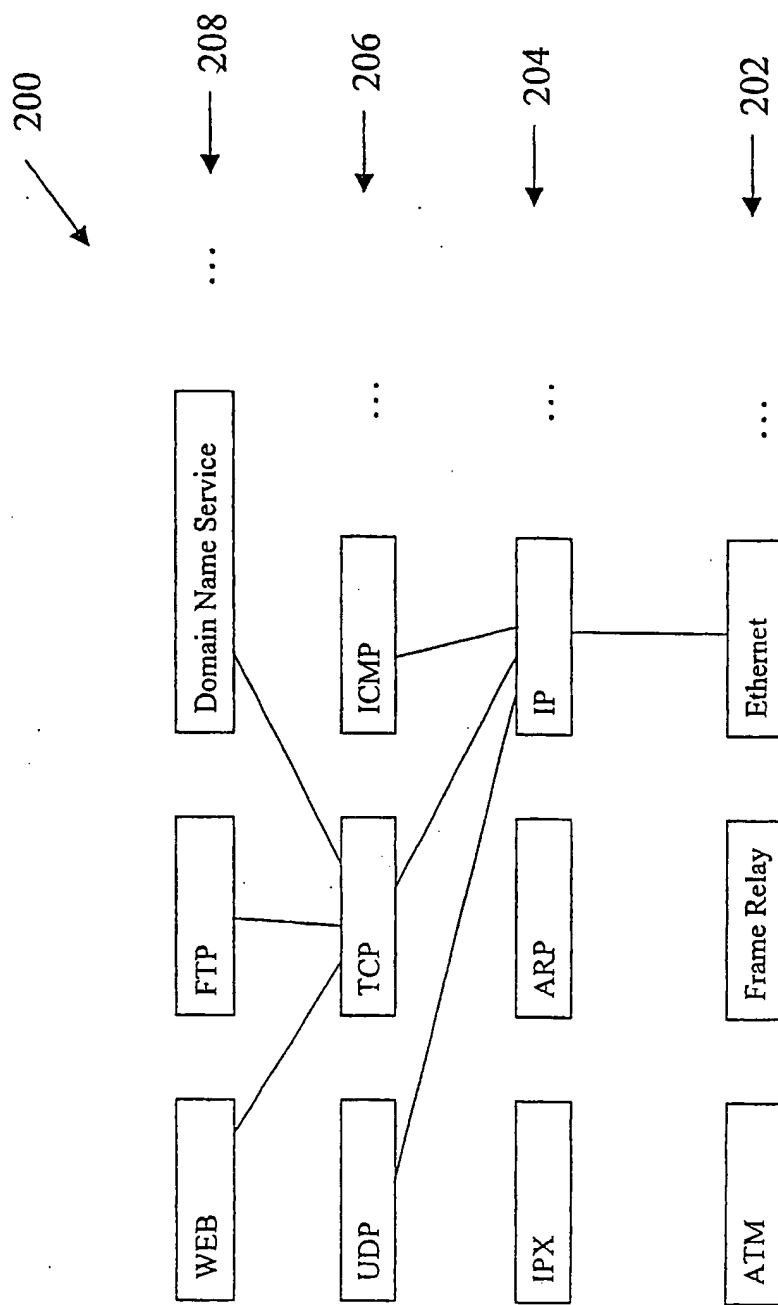 200
WEB FTP Domain Name Service ... 208
UDP TCP ICMP ... 206
IPX ARP IP ... 204
ATM Frame Relay Ethernet ... 202